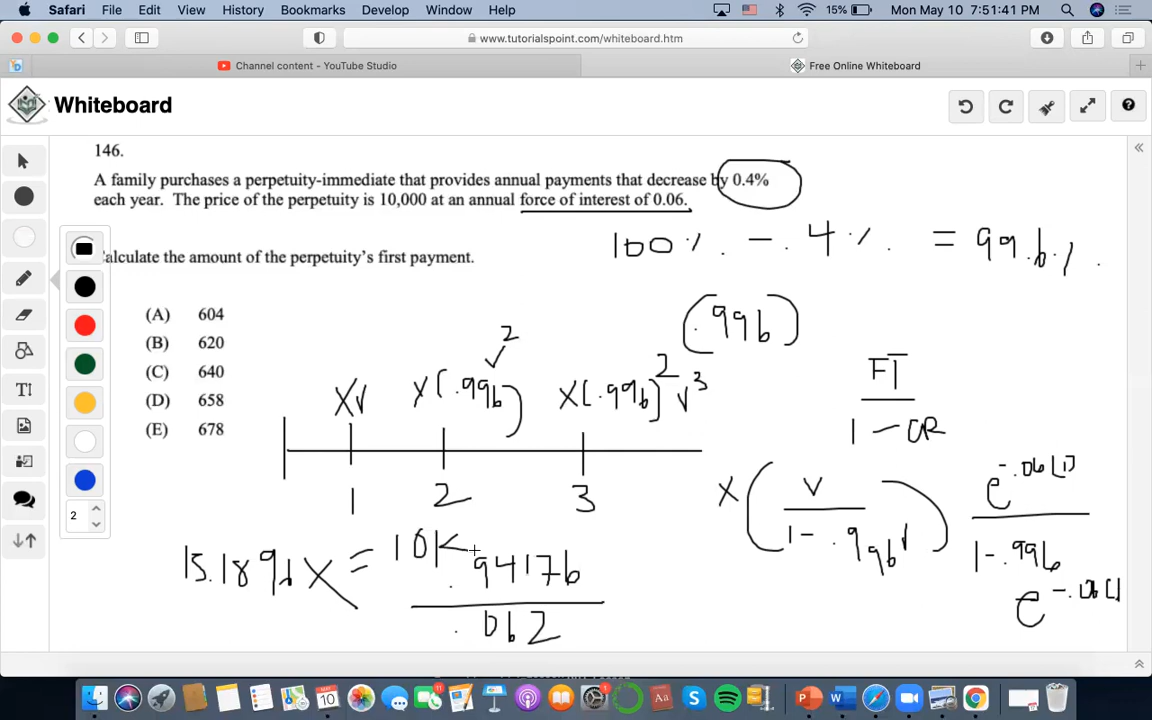 Safari File Edit View History Bookmarks Develop Window Help 15% Mon May 10 7:51:41 PM
www.tutorialspoint.com/whiteboard.htm
Channel content - YouTube Studio Free Online Whiteboard
Whiteboard
146.
A family purchases a perpetuity-immediate that provides annual payments that decrease by 0.4%
each year. The price of the perpetuity is 10,000 at an annual force of interest of 0.06.
100% - .4% = 99.6%.
alculate the amount of the perpetuity's first payment.
(A) 604
(B) 620
(C) 640
(D) 658
(E) 678
(.996)
Xv X(.996) v^2 X(.996)^2 v^3
1 2 3
FT
1 - CR
X ( v
1 - .996v )
e^-.06(1)
1 - .996
e^-.06(1
15.189 X = 10K
.94176
.062
2